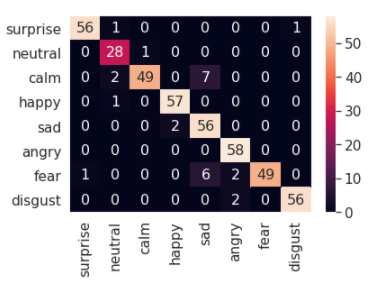 surprise 56 1 0 0 0 0 0 1
neutral 0 28 1 0 0 0 0 0
calm 0 2 49 0 7 0 0 0
happy 0 1 0 57 0 0 0 0
sad 0 0 0 2 56 0 0 0
angry 0 0 0 0 0 58 0 0
fear 1 0 0 0 6 2 49 0
disgust 0 0 0 0 0 2 0 56
surprise neutral calm happy sad angry fear disgust
50
40
30
20
10
0